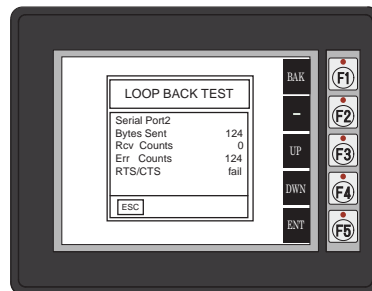 LOOP BACK TEST
Serial Port2
Bytes Sent 124
Rcv Counts 0
Err Counts 124
RTS/CTS fail
ESC
BAK
–
UP
DWN
ENT
F1
F2
F3
F4
F5